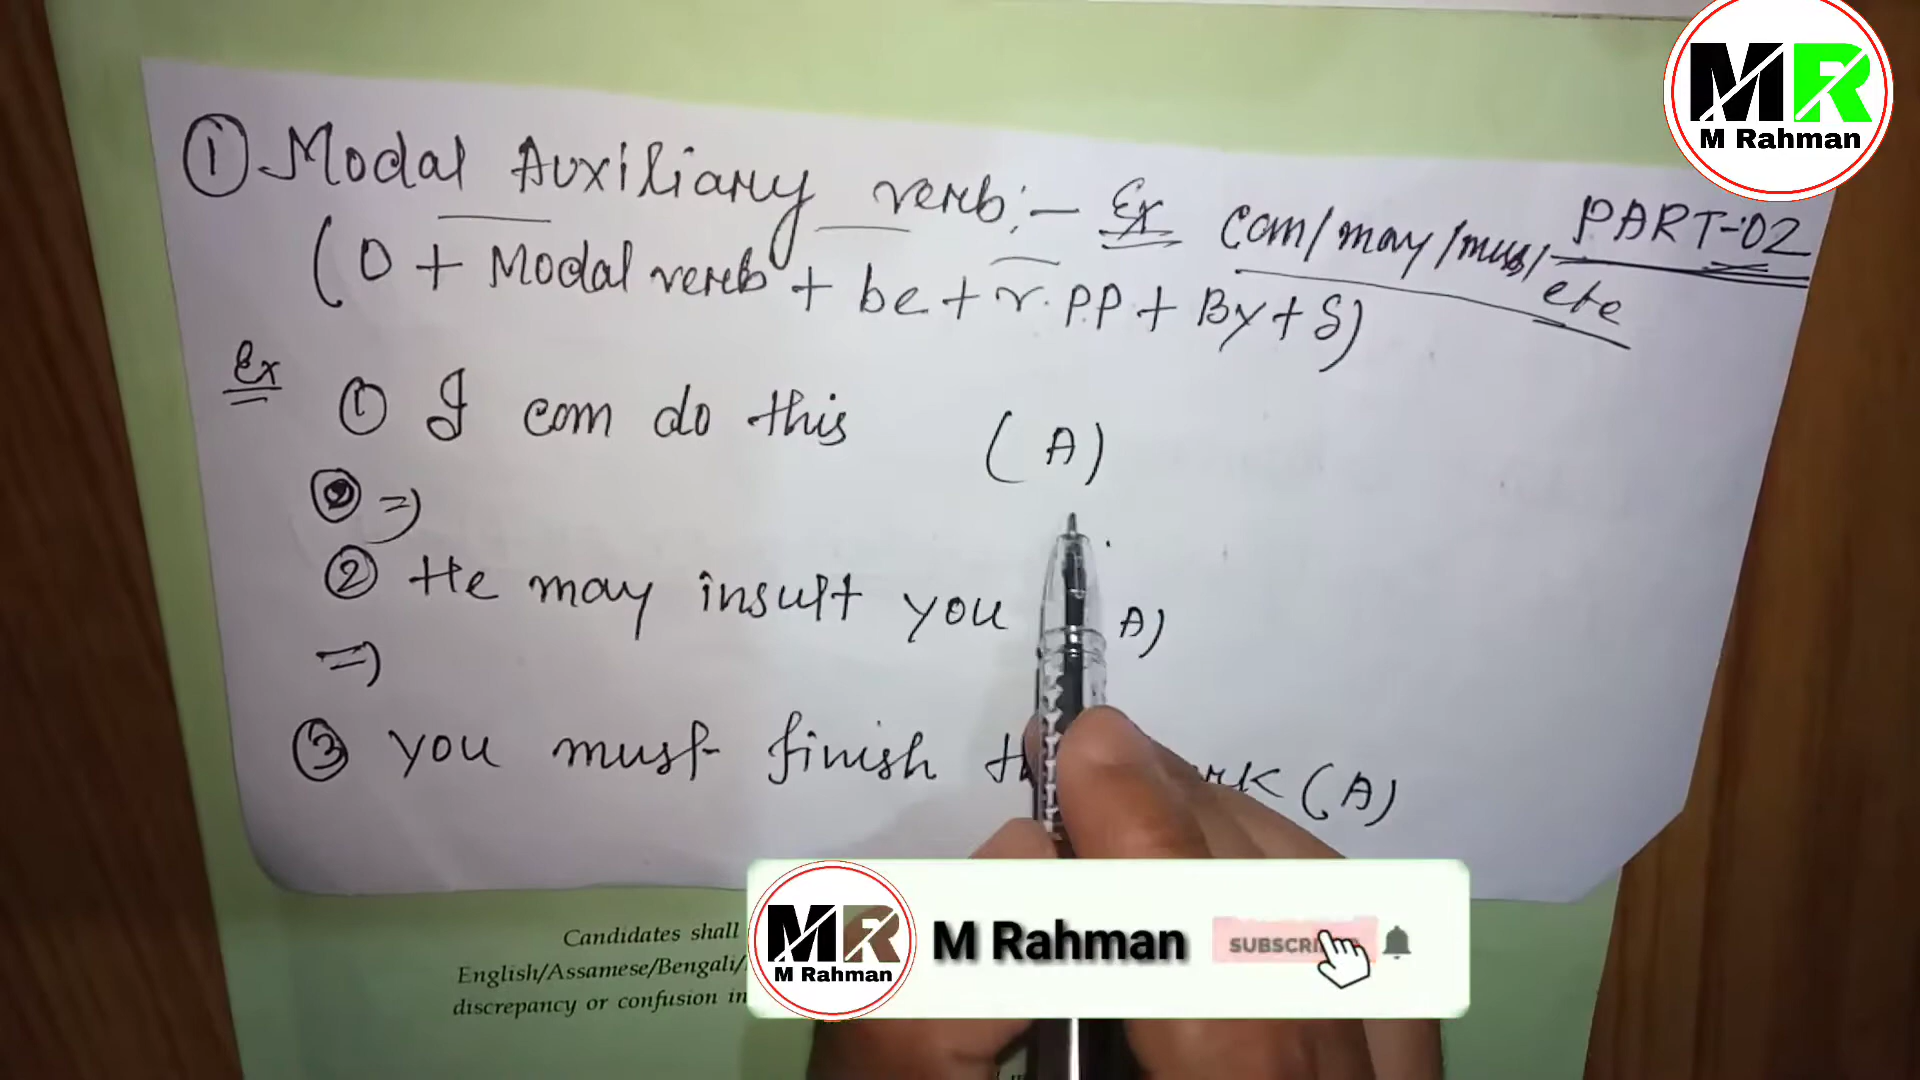 MR
M Rahman
PART-02
① Modal Auxiliary verb:- Ex can/may/must/
etc
(O + Modal verb + be + v.pp + By + S)
Ex
① I can do this (A)
⇒
② He may insult you A)
⇒
③ you must finish (A)
Candidates shall
English/Assamese/Bengali/
discrepancy or confusion in
MR
M Rahman
M Rahman
SUBSCRI